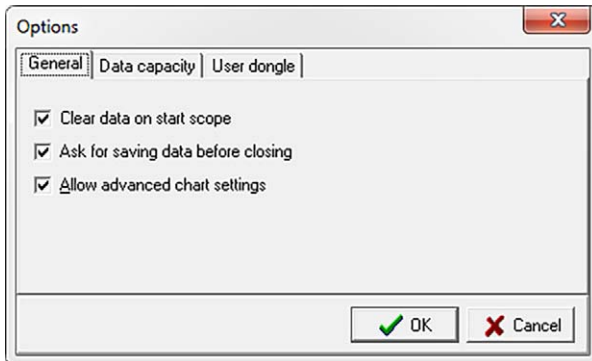 Options
General Data capacity User dongle
Clear data on start scope
Ask for saving data before closing
Allow advanced chart settings
OK Cancel